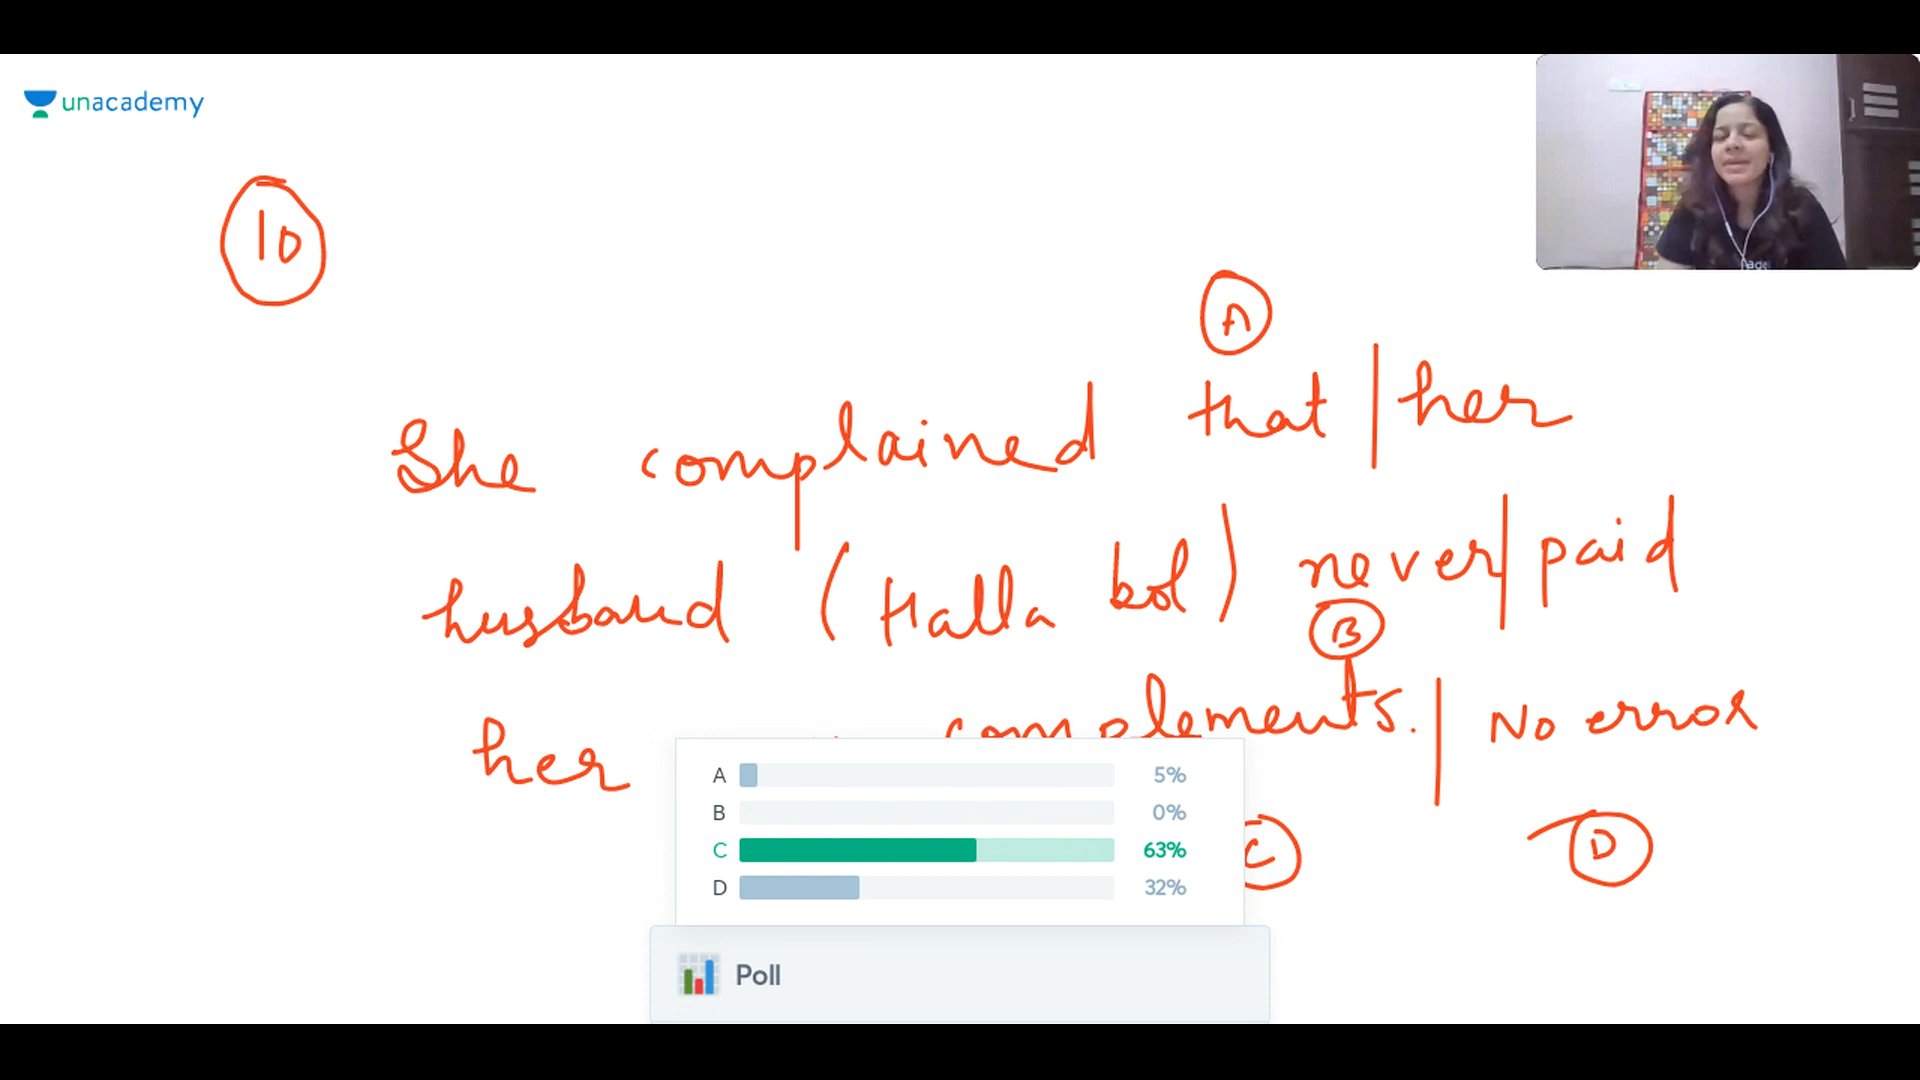 unacademy
10
A
She complained that | her
husband (Halla bol) never | paid
B
her complements. | No error
A 5%
B 0%
C 63%
D 32%
C
D
Poll